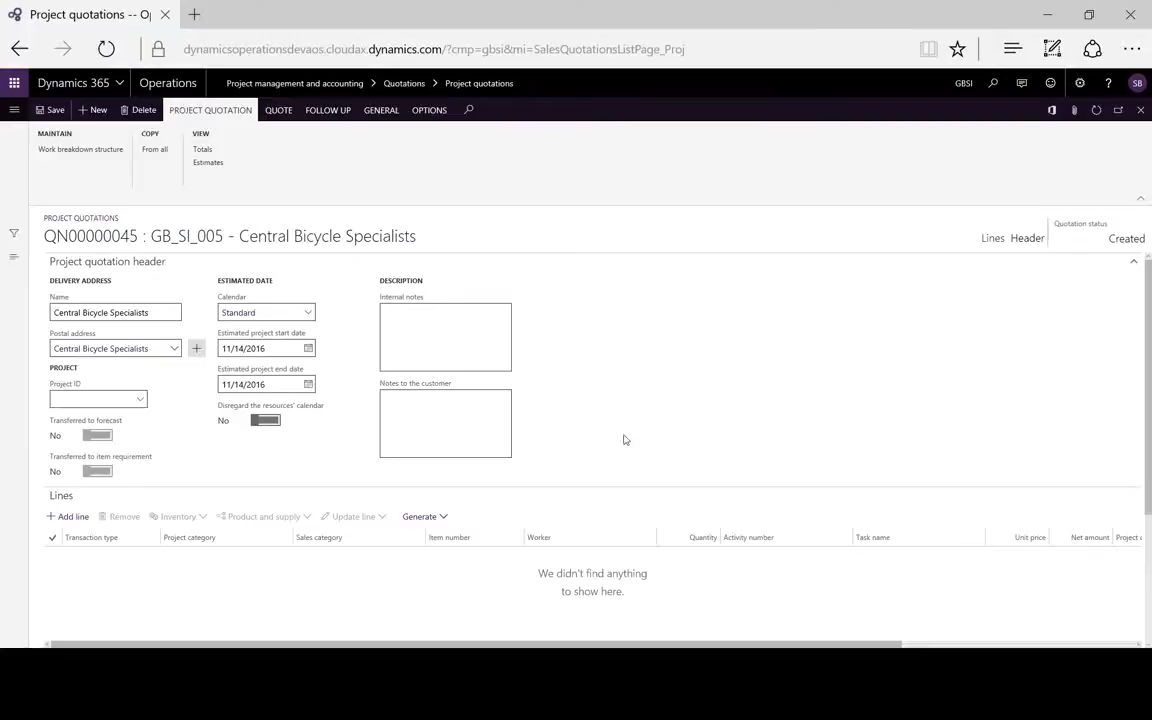 Project quotations -- Op
dynamicsoperationsdevaos.cloudax.dynamics.com/?cmp=gbsi&mi=SalesQuotationsListPage_Proj
Dynamics 365 Operations Project management and accounting > Quotations > Project quotations GBSI ? SB
Save + New Delete PROJECT QUOTATION QUOTE FOLLOW UP GENERAL OPTIONS
MAINTAIN COPY VIEW
Work breakdown structure From all Totals
Estimates
PROJECT QUOTATIONS
QN00000045 : GB_SI_005 - Central Bicycle Specialists
Lines Header
Quotation status
Created
Project quotation header
DELIVERY ADDRESS
Name
Central Bicycle Specialists
Postal address
Central Bicycle Specialists
PROJECT
Project ID
Transferred to forecast
No
Transferred to item requirement
No
ESTIMATED DATE
Calendar
Standard
Estimated project start date
11/14/2016
Estimated project end date
11/14/2016
Disregard the resources' calendar
No
DESCRIPTION
Internal notes
Notes to the customer
Lines
+ Add line Remove Inventory Product and supply Update line Generate
Transaction type Project category Sales category Item number Worker Quantity Activity number Task name Unit price Net amount Project c
We didn't find anything
to show here.